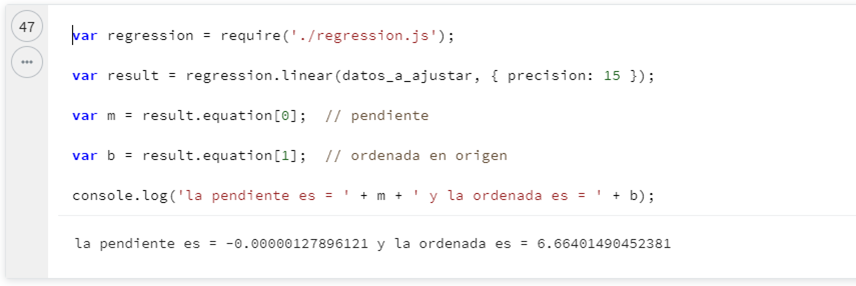 47
var regression = require('./regression.js');
var result = regression.linear(datos_a_ajustar, { precision: 15 });
var m = result.equation[0];  // pendiente
var b = result.equation[1];  // ordenada en origen
console.log('la pendiente es = ' + m + ' y la ordenada es = ' + b);
la pendiente es = -0.00000127896121 y la ordenada es = 6.66401490452381